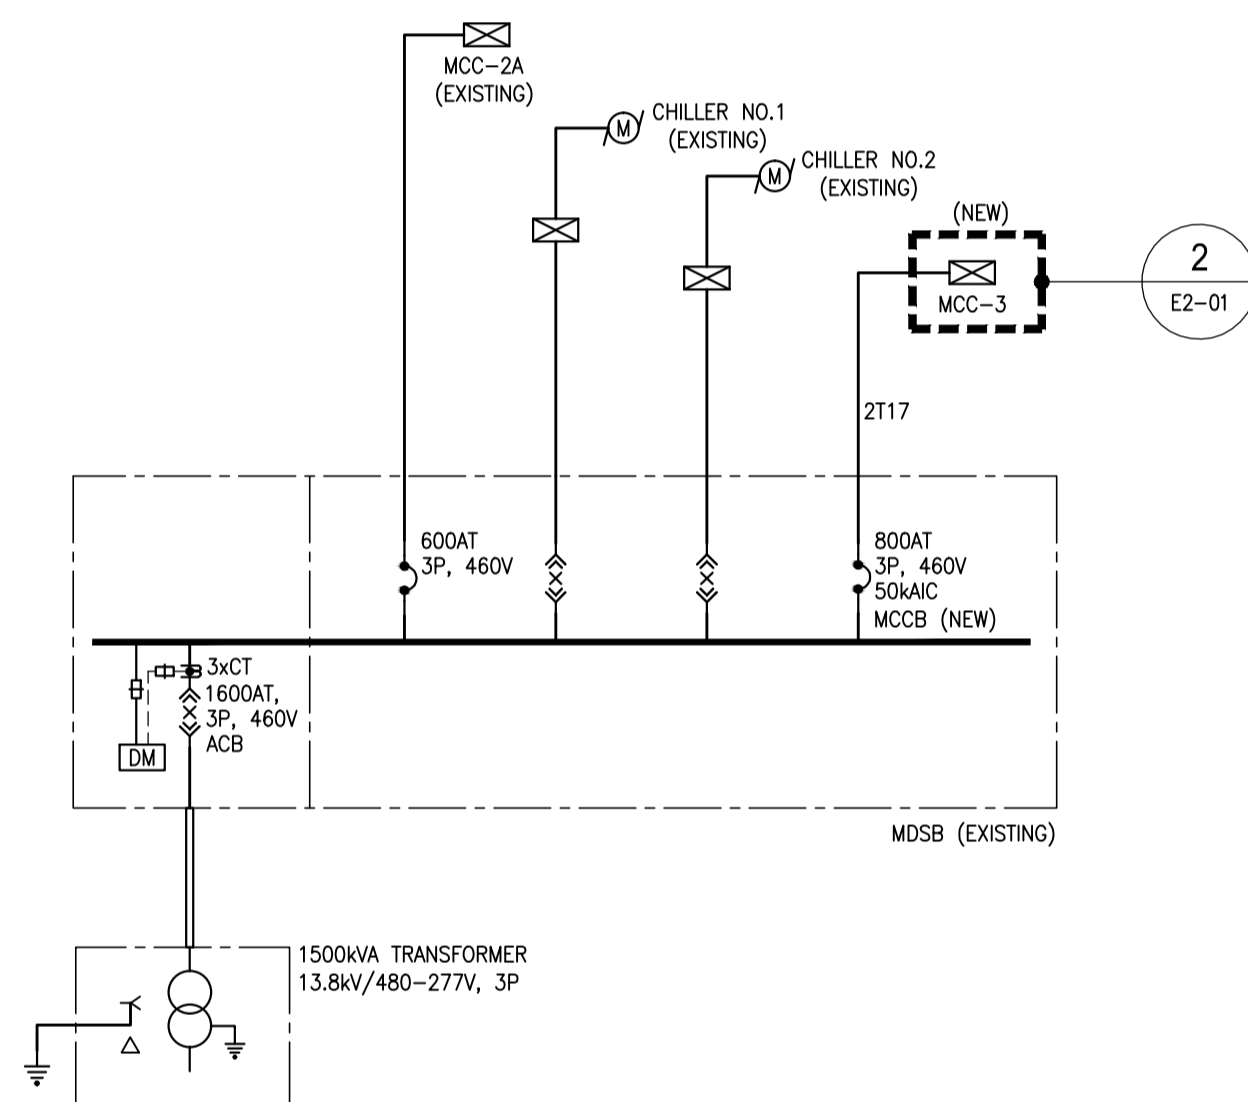 MCC-2A
(EXISTING)
M
CHILLER NO.1
(EXISTING)
M
CHILLER NO.2
(EXISTING)
(NEW)
MCC-3
2
E2-01
2T17
600AT
3P, 460V
800AT
3P, 460V
50kAIC
MCCB (NEW)
3xCT
1600AT,
3P, 460V
ACB
DM
MDSB (EXISTING)
1500kVA TRANSFORMER
13.8kV/480-277V, 3P